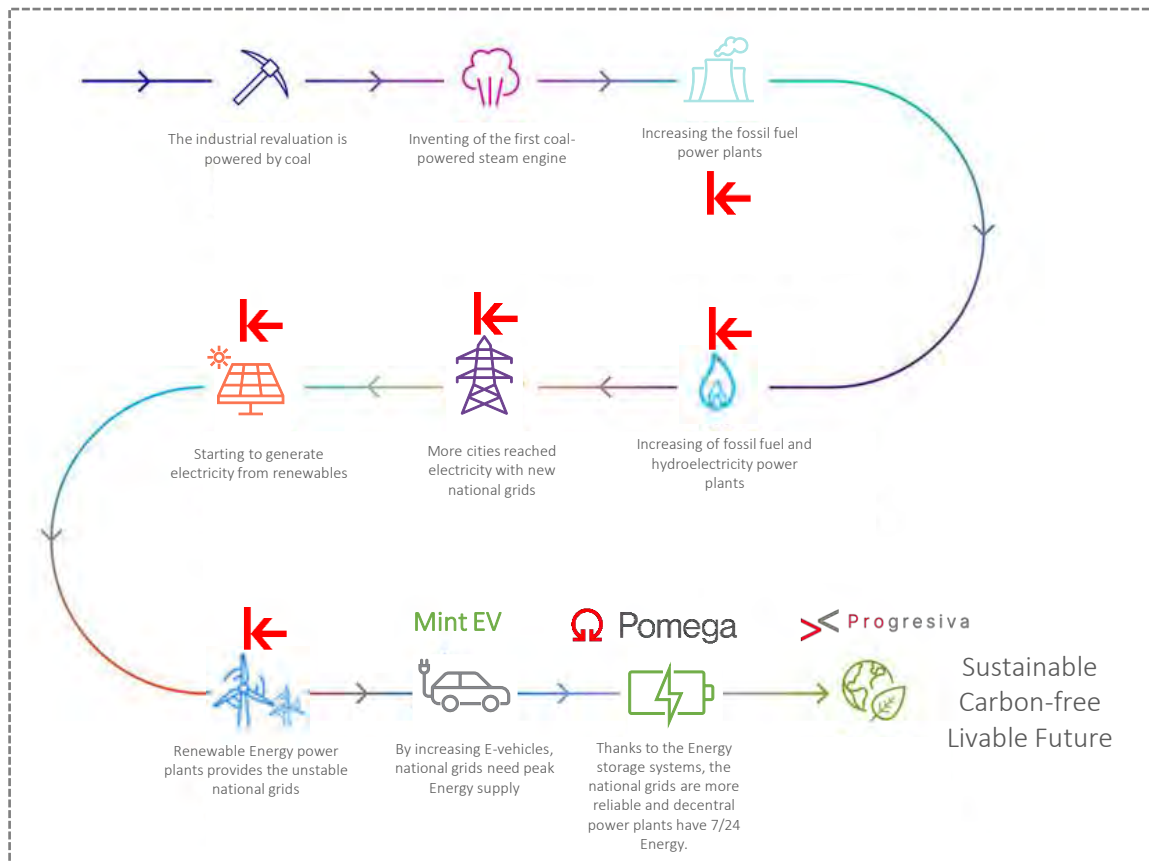 The industrial revaluation is
powered by coal
Inventing of the first coal-
powered steam engine
Increasing the fossil fuel
power plants
Starting to generate
electricity from renewables
More cities reached
electricity with new
national grids
Increasing of fossil fuel and
hydroelectricity power
plants
Mint EV
Pomega
Progresiva
Renewable Energy power
plants provides the unstable
national grids
By increasing E-vehicles,
national grids need peak
Energy supply
Thanks to the Energy
storage systems, the
national grids are more
reliable and decentral
power plants have 7/24
Energy.
Sustainable
Carbon-free
Livable Future